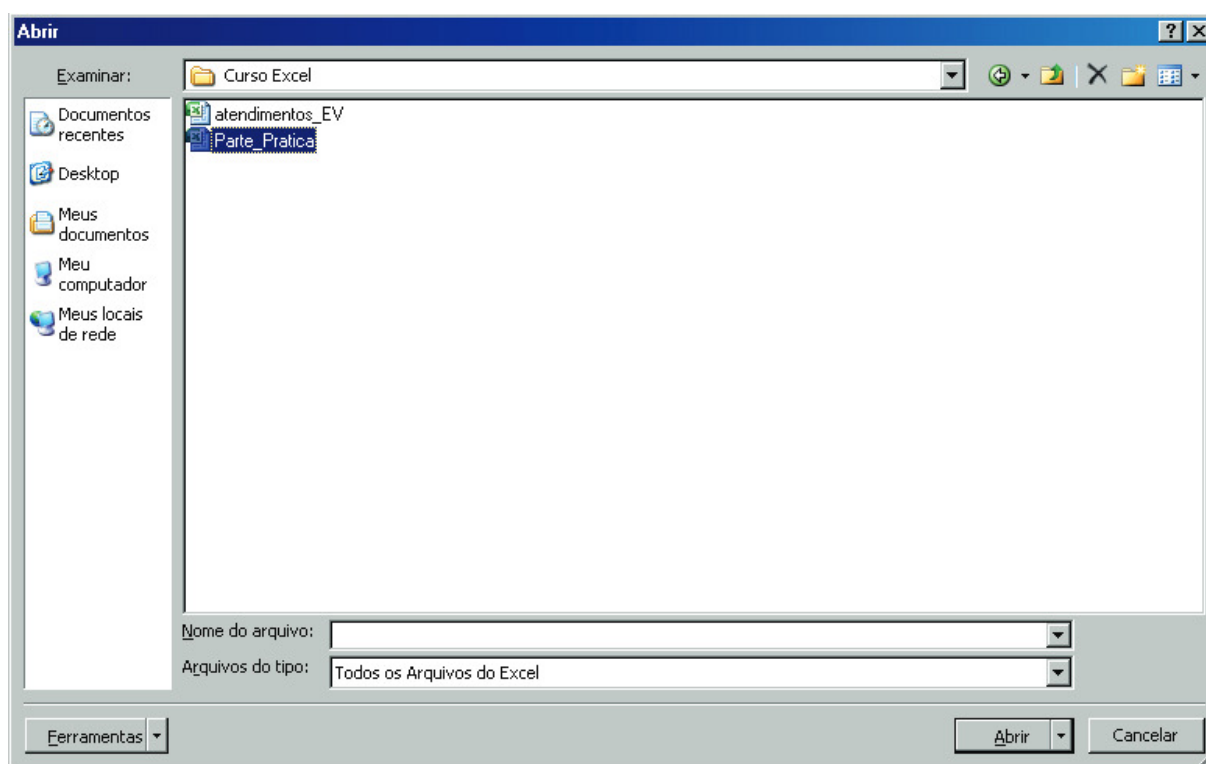 Abrir
Examinar:
Curso Excel
Documentos
recentes
Desktop
Meus
documentos
Meu
computador
Meus locais
de rede
atendimentos_EV
Parte_Pratica
Nome do arquivo:
Arquivos do tipo:
Todos os Arquivos do Excel
Ferramentas
Abrir
Cancelar